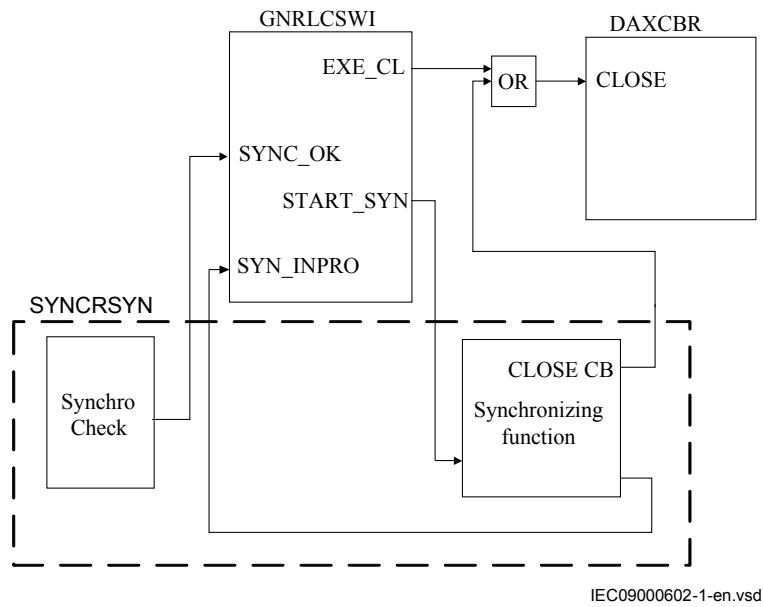 GNRLCSWI
DAXCBR
EXE_CL
OR
CLOSE
SYNC_OK
START_SYN
SYN_INPRO
SYNCRSYN
CLOSE CB
Synchro
Check
Synchronizing
function
IEC09000602-1-en.vsd